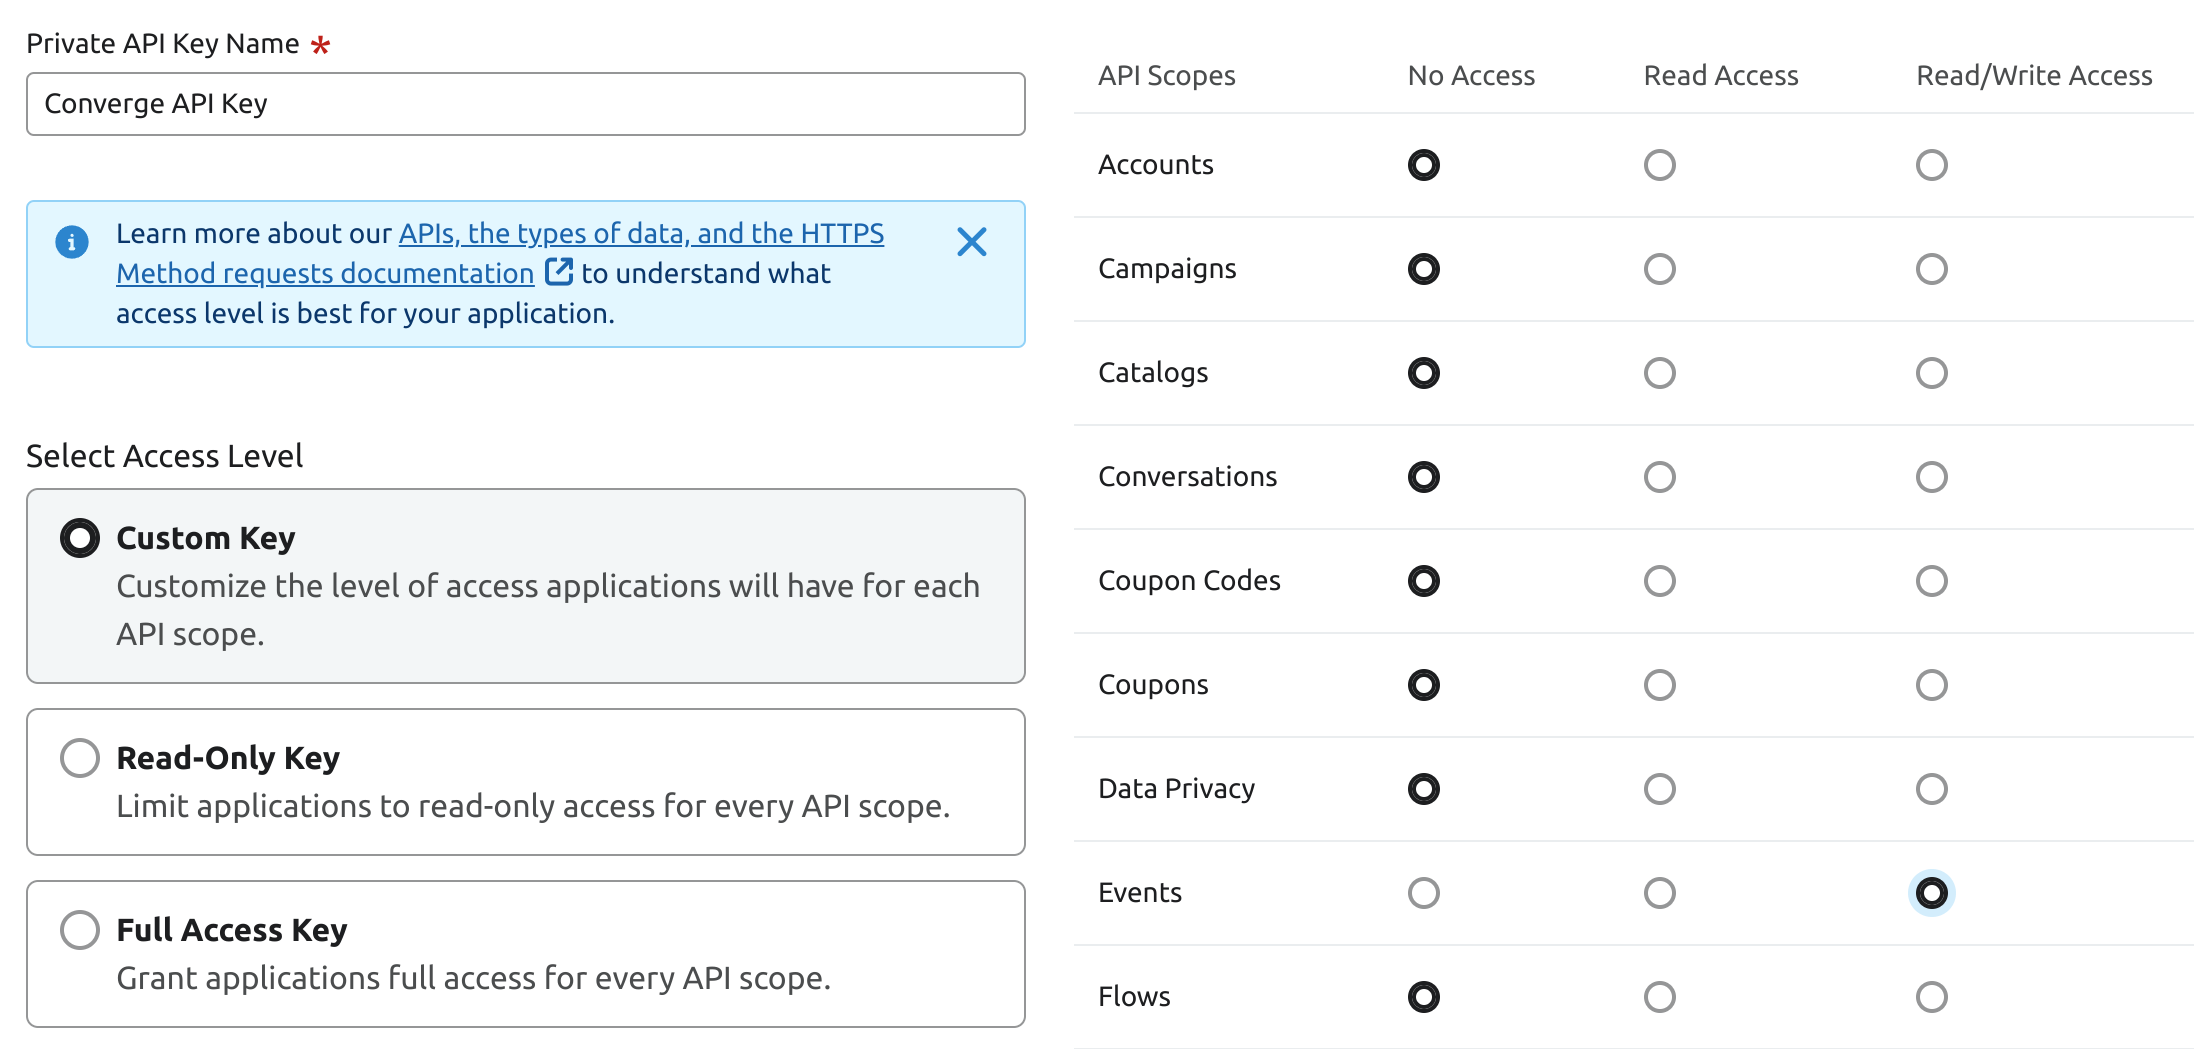 Private API Key Name *
Converge API Key
Learn more about our APIs, the types of data, and the HTTPS
Method requests documentation to understand what
access level is best for your application.
Select Access Level
Custom Key
Customize the level of access applications will have for each
API scope.
Read-Only Key
Limit applications to read-only access for every API scope.
Full Access Key
Grant applications full access for every API scope.
API Scopes No Access Read Access Read/Write Access
Accounts
Campaigns
Catalogs
Conversations
Coupon Codes
Coupons
Data Privacy
Events
Flows